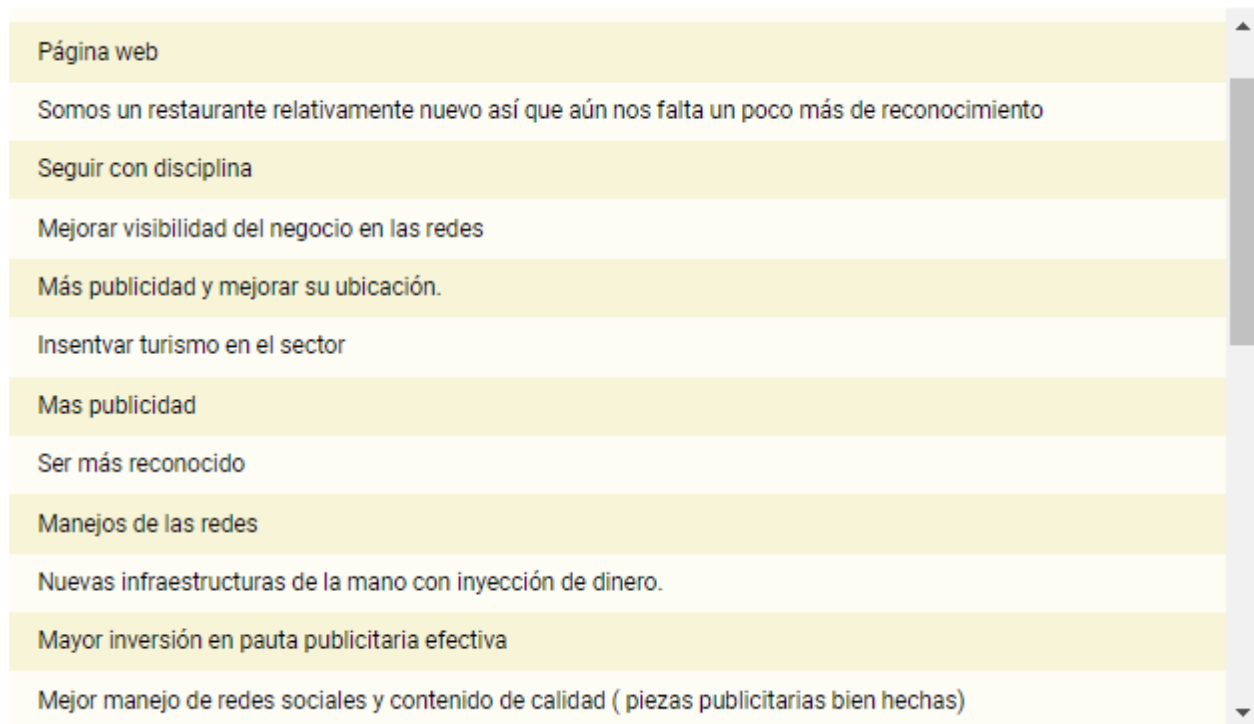 Página web
Somos un restaurante relativamente nuevo así que aún nos falta un poco más de reconocimiento
Seguir con disciplina
Mejorar visibilidad del negocio en las redes
Más publicidad y mejorar su ubicación.
Insentvar turismo en el sector
Mas publicidad
Ser más reconocido
Manejos de las redes
Nuevas infraestructuras de la mano con inyección de dinero.
Mayor inversión en pauta publicitaria efectiva
Mejor manejo de redes sociales y contenido de calidad ( piezas publicitarias bien hechas)